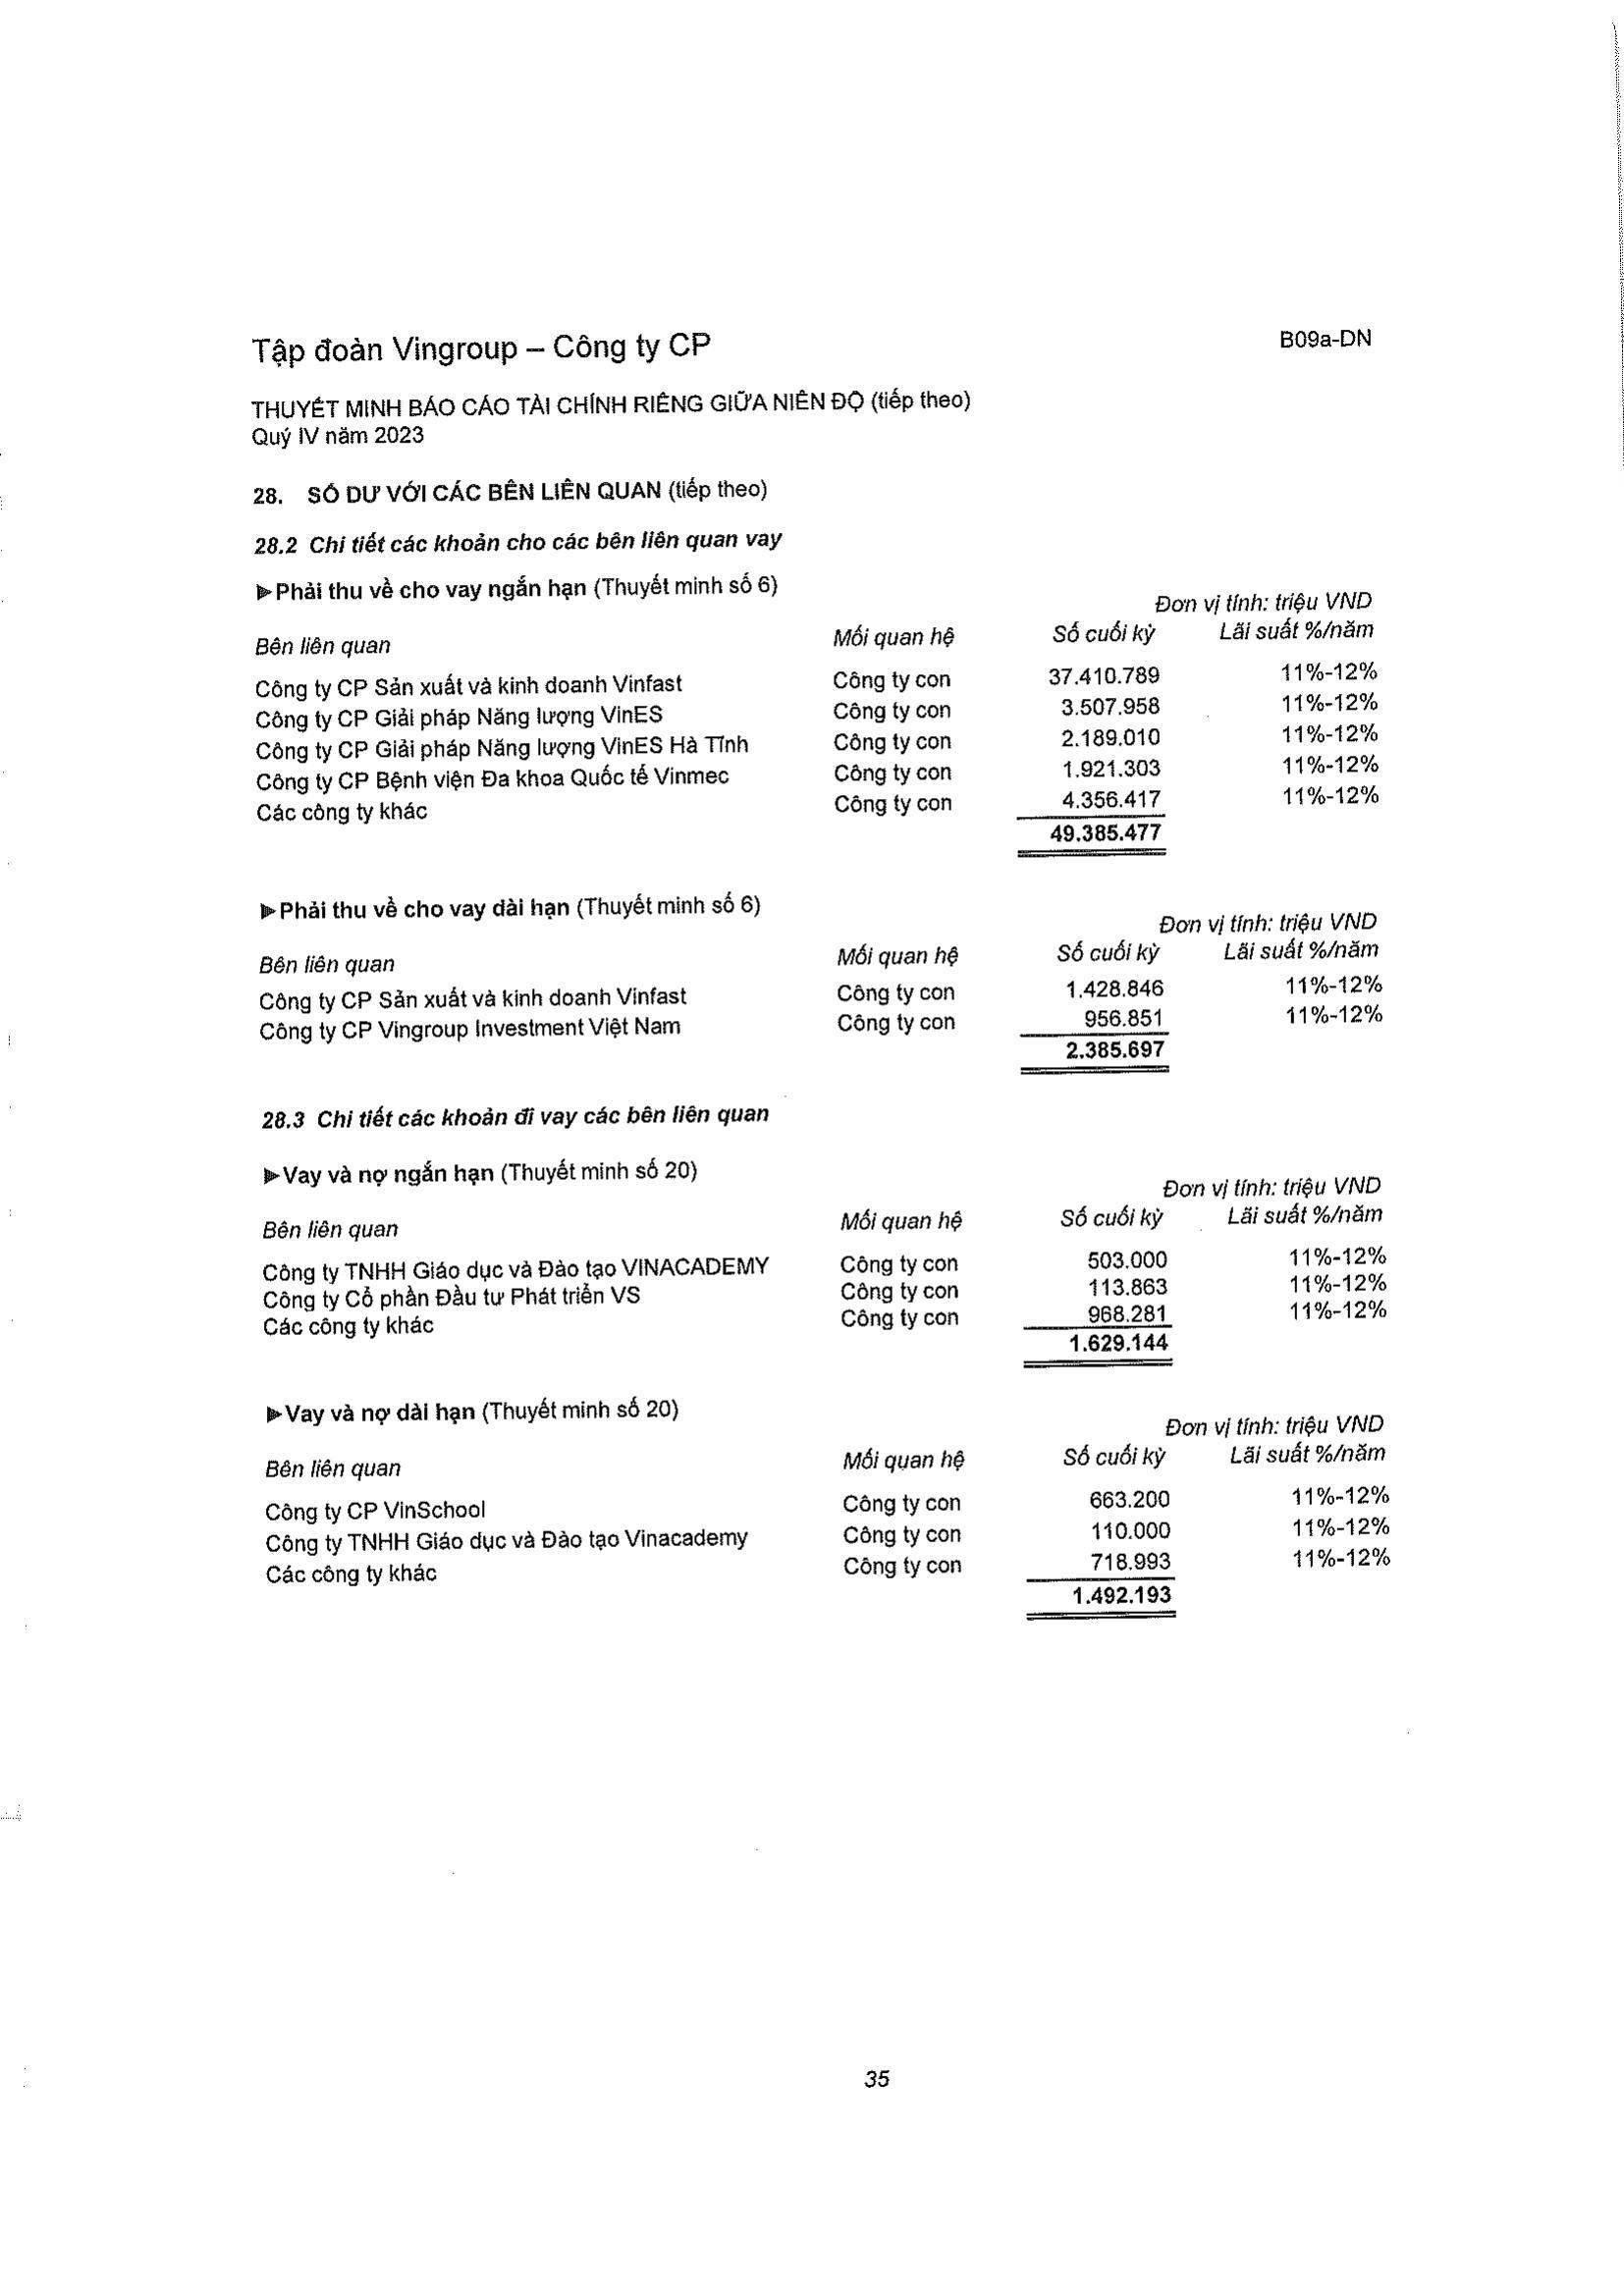 Tập đoàn Vingroup – Công ty CP B09a-DN
THUYẾT MINH BÁO CÁO TÀI CHÍNH RIÊNG GIỮA NIÊN ĐỘ (tiếp theo)
Quý IV năm 2023
28. SỐ DƯ VỚI CÁC BÊN LIÊN QUAN (tiếp theo)
28.2 Chi tiết các khoản cho các bên liên quan vay
▶Phải thu về cho vay ngắn hạn (Thuyết minh số 6)
Đơn vị tính: triệu VND
Bên liên quan Mối quan hệ Số cuối kỳ Lãi suất %/năm
Công ty CP Sản xuất và kinh doanh Vinfast Công ty con 37.410.789 11%-12%
Công ty CP Giải pháp Năng lượng VinES Công ty con 3.507.958 11%-12%
Công ty CP Giải pháp Năng lượng VinES Hà Tĩnh Công ty con 2.189.010 11%-12%
Công ty CP Bệnh viện Đa khoa Quốc tế Vinmec Công ty con 1.921.303 11%-12%
Các công ty khác Công ty con 4.356.417 11%-12%
49.385.477
▶Phải thu về cho vay dài hạn (Thuyết minh số 6)
Đơn vị tính: triệu VND
Bên liên quan Mối quan hệ Số cuối kỳ Lãi suất %/năm
Công ty CP Sản xuất và kinh doanh Vinfast Công ty con 1.428.846 11%-12%
Công ty CP Vingroup Investment Việt Nam Công ty con 956.851 11%-12%
2.385.697
28.3 Chi tiết các khoản đi vay các bên liên quan
▶Vay và nợ ngắn hạn (Thuyết minh số 20)
Đơn vị tính: triệu VND
Bên liên quan Mối quan hệ Số cuối kỳ Lãi suất %/năm
Công ty TNHH Giáo dục và Đào tạo VINACADEMY Công ty con 503.000 11%-12%
Công ty Cổ phần Đầu tư Phát triển VS Công ty con 113.863 11%-12%
Các công ty khác Công ty con 968.281 11%-12%
1.629.144
▶Vay và nợ dài hạn (Thuyết minh số 20)
Đơn vị tính: triệu VND
Bên liên quan Mối quan hệ Số cuối kỳ Lãi suất %/năm
Công ty CP VinSchool Công ty con 663.200 11%-12%
Công ty TNHH Giáo dục và Đào tạo Vinacademy Công ty con 110.000 11%-12%
Các công ty khác Công ty con 718.993 11%-12%
1.492.193
35